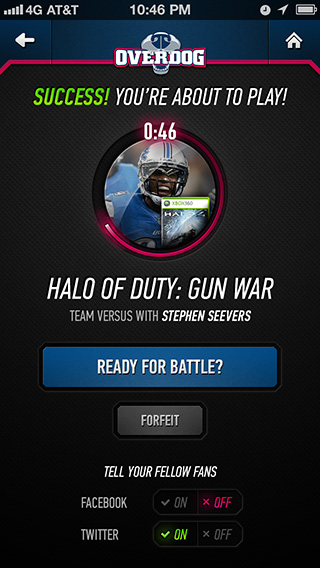 4G AT&T 10:46 PM
OVERDOG
SUCCESS! YOU'RE ABOUT TO PLAY!
0:46
XBOX360
HALO
HALO OF DUTY: GUN WAR
TEAM VERSUS WITH STEPHEN SEEVERS
READY FOR BATTLE?
FORFEIT
TELL YOUR FELLOW FANS
FACEBOOK ON OFF
TWITTER ON OFF